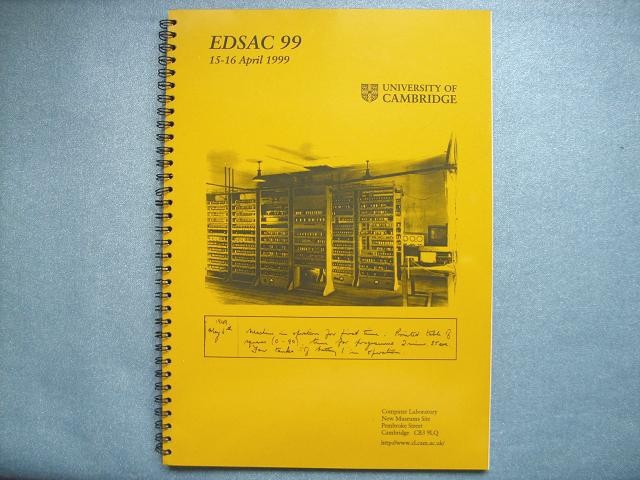 EDSAC 99
15-16 April 1999
UNIVERSITY OF
CAMBRIDGE
1949
May 6th
Machine in operation for first time. Printed table of
squares (0-99), time for programme 2 mins. 35 sec.
Four tanks of battery 1 in operation
Computer Laboratory
New Museums Site
Pembroke Street
Cambridge CB3 9LQ
http://www.cl.cam.ac.uk/